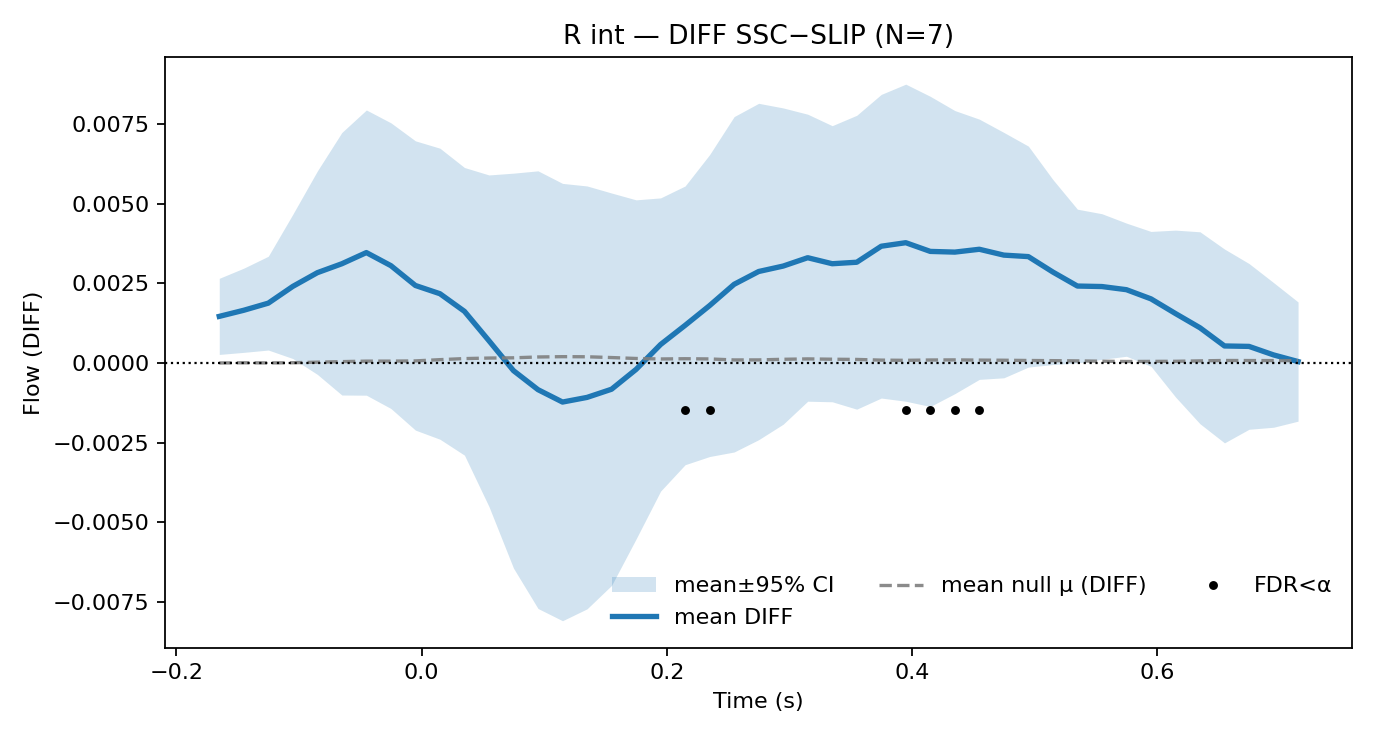 R int — DIFF SSC−SLIP (N=7)
Flow (DIFF)
0.0075
0.0050
0.0025
0.0000
−0.0025
−0.0050
−0.0075
mean±95% CI
mean DIFF
mean null μ (DIFF)
FDR<α
−0.2
0.0
0.2
0.4
0.6
Time (s)